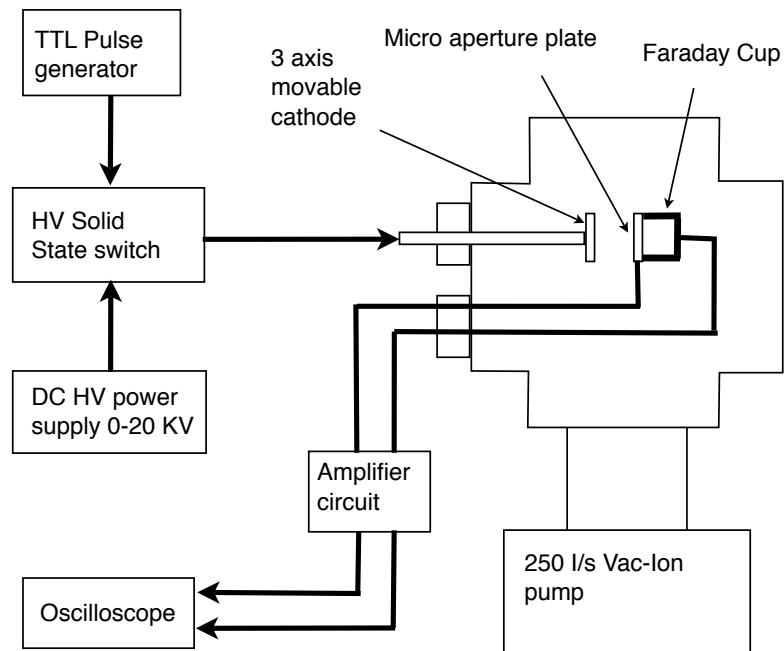 TTL Pulse
generator
3 axis
movable
cathode
Micro aperture plate
Faraday Cup
HV Solid
State switch
DC HV power
supply 0-20 KV
Amplifier
circuit
250 l/s Vac-Ion
pump
Oscilloscope